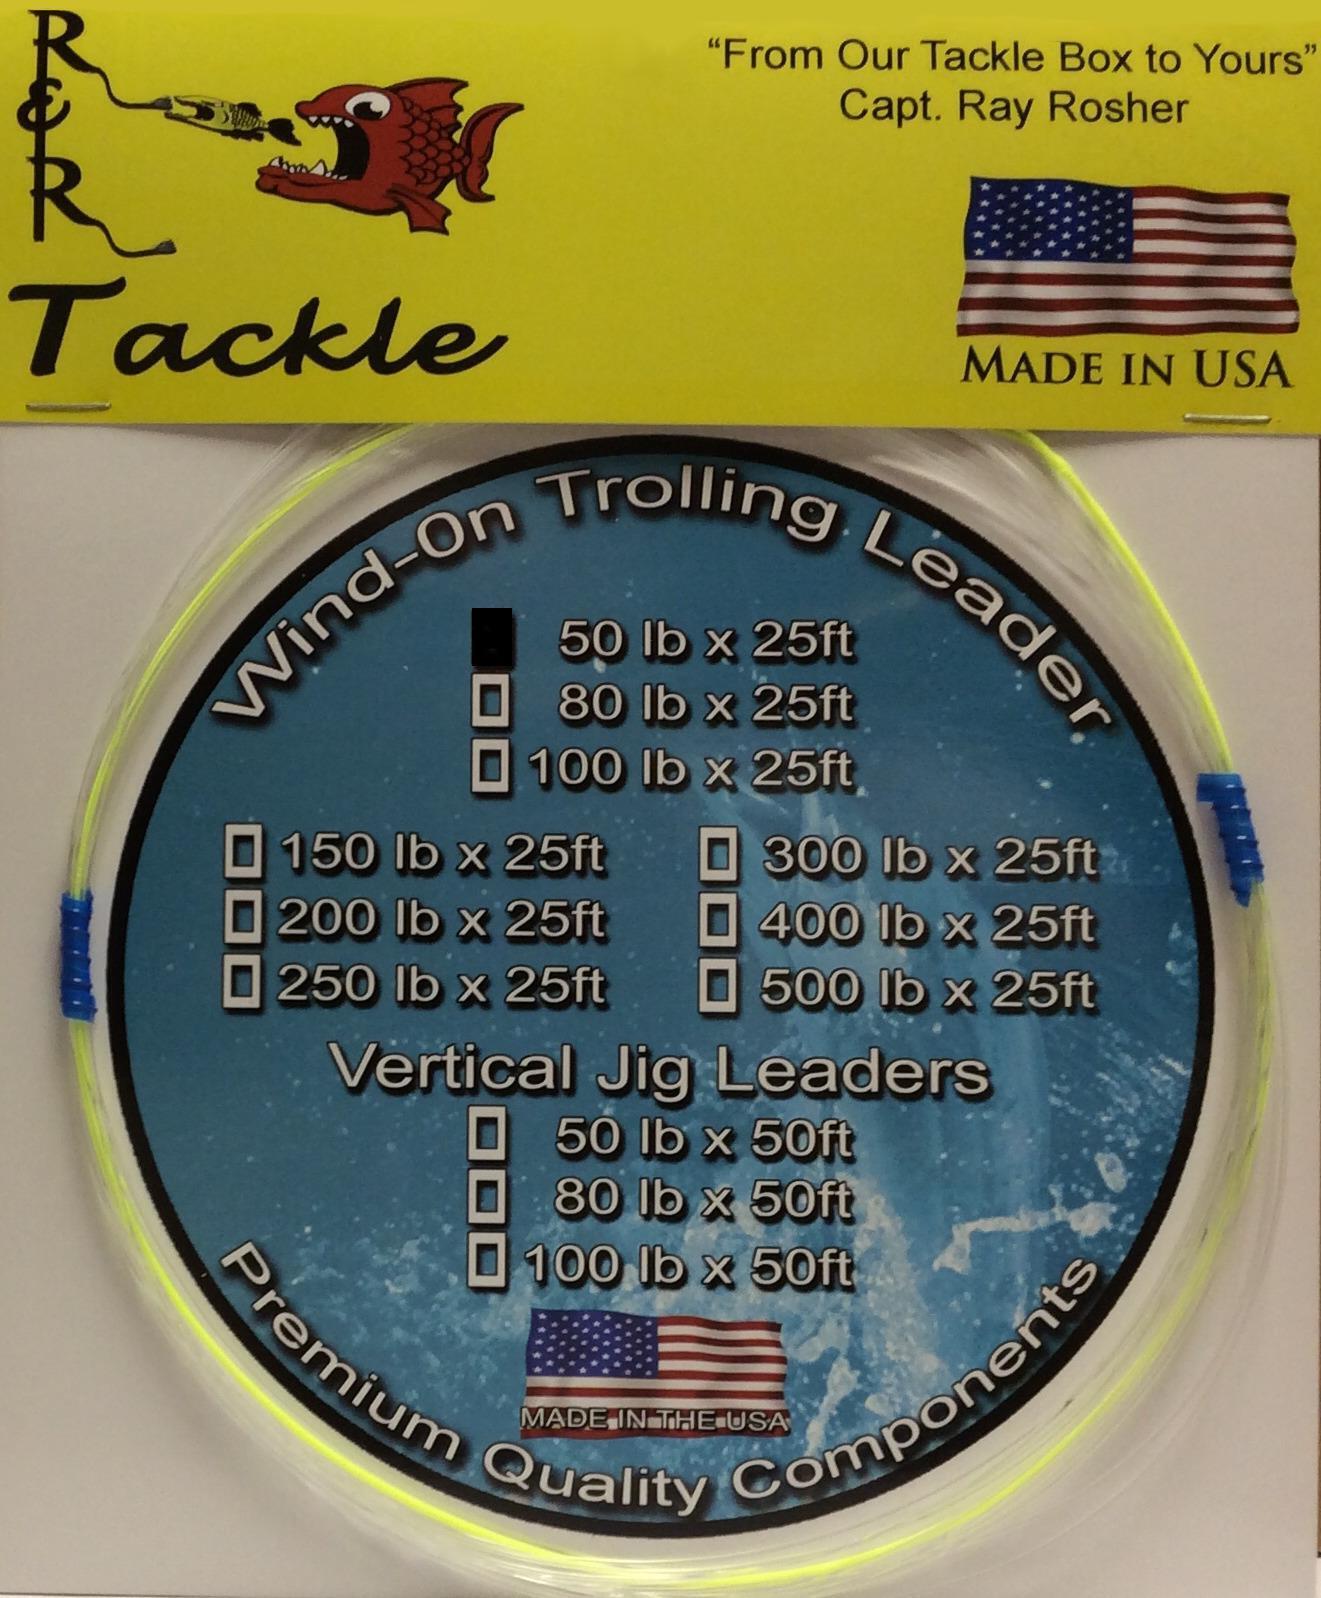 R&R
Tackle
“From Our Tackle Box to Yours”
Capt. Ray Rosher
MADE IN USA
Wind-On Trolling Leader
50 lb x 25ft
80 lb x 25ft
100 lb x 25ft
150 lb x 25ft
200 lb x 25ft
250 lb x 25ft
300 lb x 25ft
400 lb x 25ft
500 lb x 25ft
Vertical Jig Leaders
50 lb x 50ft
80 lb x 50ft
100 lb x 50ft
MADE IN THE USA
Premium Quality Components